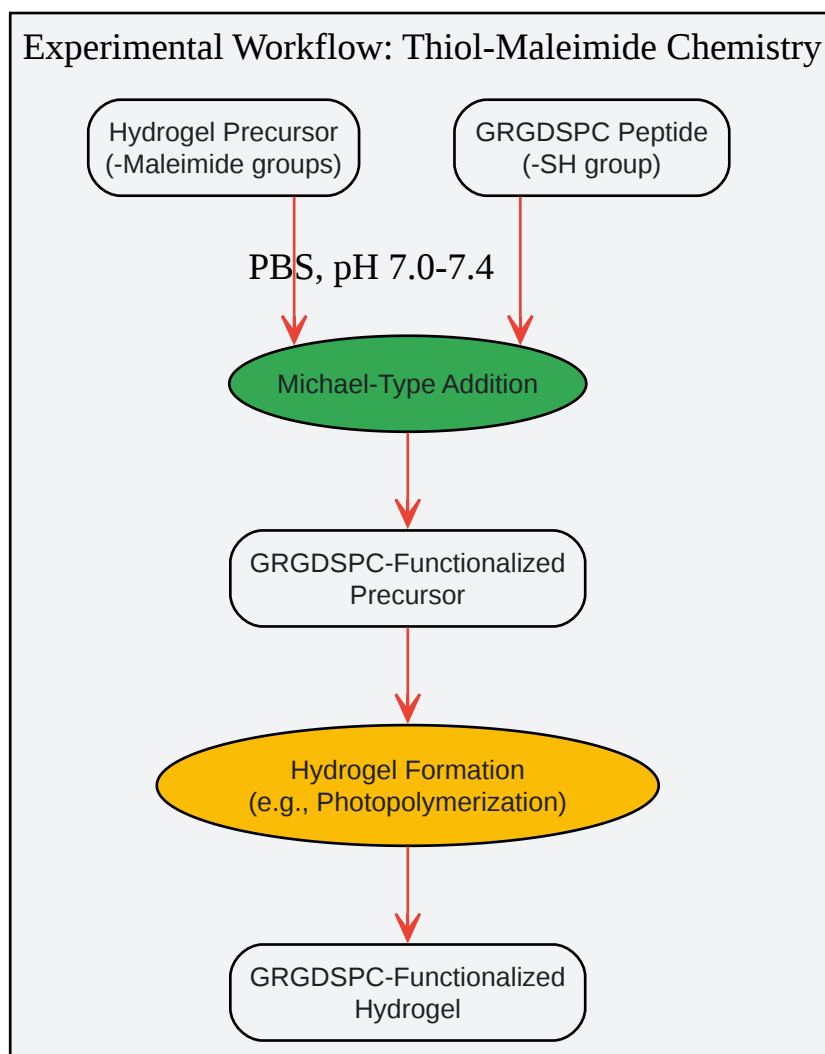 Experimental Workflow: Thiol-Maleimide Chemistry
Hydrogel Precursor
(-Maleimide groups)
GRGDSPC Peptide
(-SH group)
PBS, pH 7.0-7.4
Michael-Type Addition
GRGDSPC-Functionalized
Precursor
Hydrogel Formation
(e.g., Photopolymerization)
GRGDSPC-Functionalized
Hydrogel